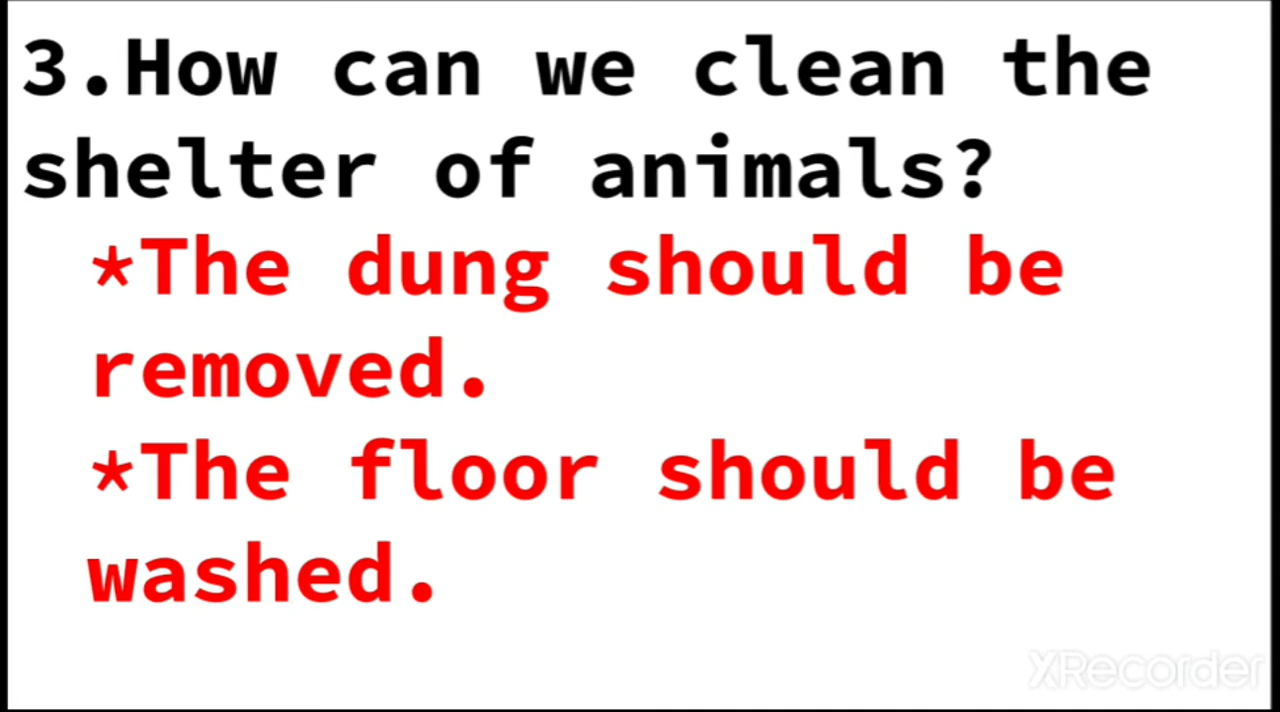 3.How can we clean the
shelter of animals?
*The dung should be
removed.
*The floor should be
washed.
XRecorder